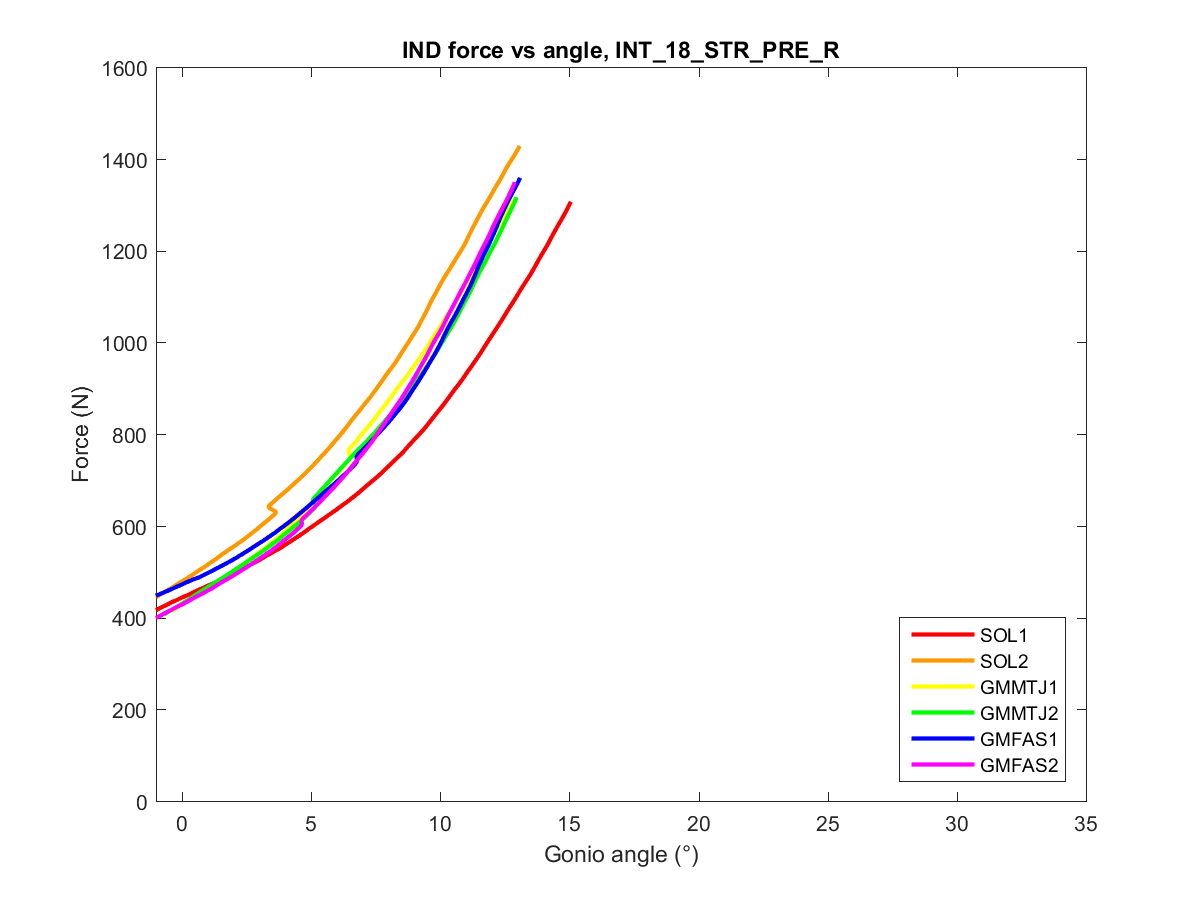 IND force vs angle, INT_18_STR_PRE_R
1600
1400
1200
1000
800
600
400
200
0
Force (N)
0 5 10 15 20 25 30 35
Gonio angle (°)
SOL1
SOL2
GMMTJ1
GMMTJ2
GMFAS1
GMFAS2